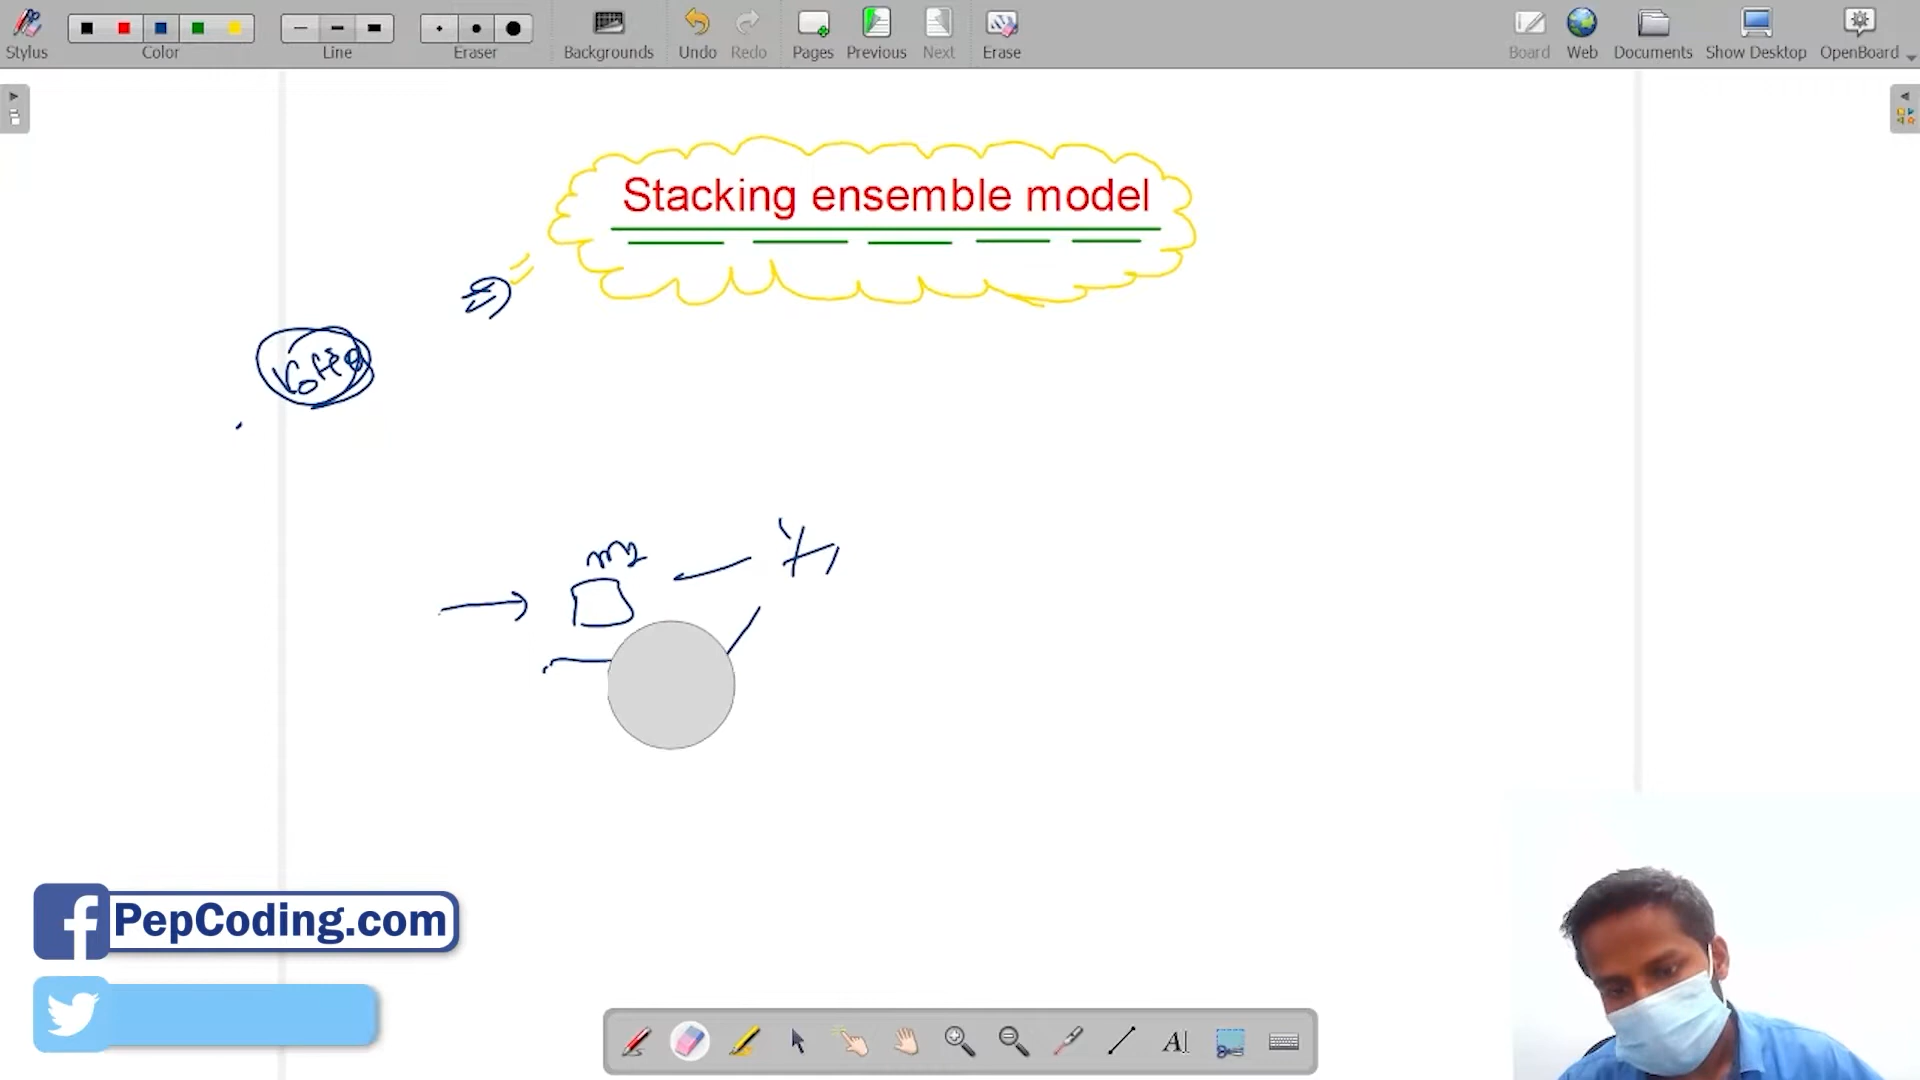 Stylus Color Line Eraser Backgrounds Undo Redo Pages Previous Next Erase Board Web Documents Show Desktop OpenBoard
Stacking ensemble model
m2
PepCoding.com